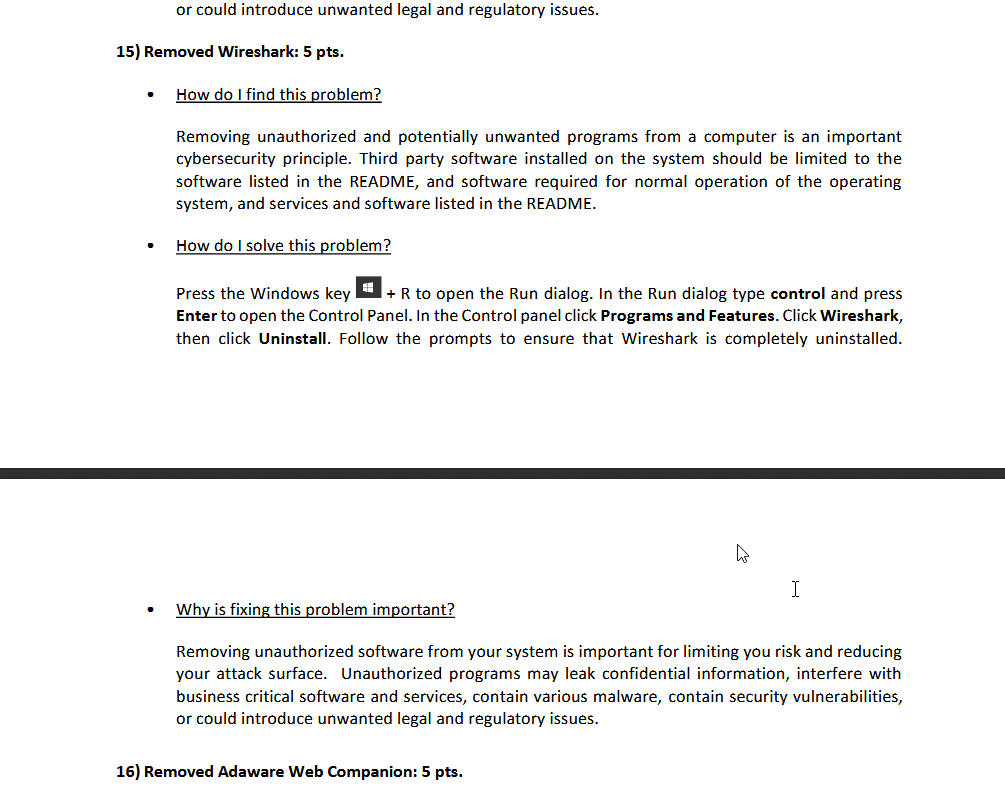 or could introduce unwanted legal and regulatory issues.
15) Removed Wireshark: 5 pts.
• How do I find this problem?
Removing unauthorized and potentially unwanted programs from a computer is an important
cybersecurity principle. Third party software installed on the system should be limited to the
software listed in the README, and software required for normal operation of the operating
system, and services and software listed in the README.
• How do I solve this problem?
Press the Windows key + R to open the Run dialog. In the Run dialog type control and press
Enter to open the Control Panel. In the Control panel click Programs and Features. Click Wireshark,
then click Uninstall. Follow the prompts to ensure that Wireshark is completely uninstalled.
• Why is fixing this problem important?
Removing unauthorized software from your system is important for limiting you risk and reducing
your attack surface. Unauthorized programs may leak confidential information, interfere with
business critical software and services, contain various malware, contain security vulnerabilities,
or could introduce unwanted legal and regulatory issues.
16) Removed Adaware Web Companion: 5 pts.